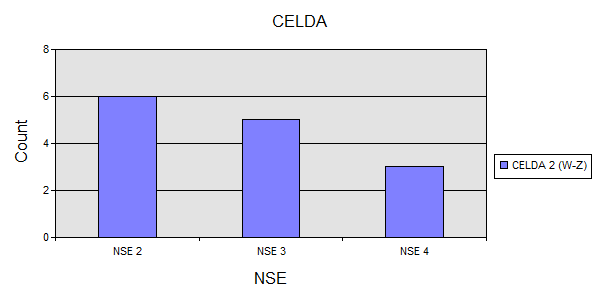 CELDA
8
6
4
2
0
Count
NSE 2
NSE 3
NSE 4
NSE
CELDA 2 (W-Z)